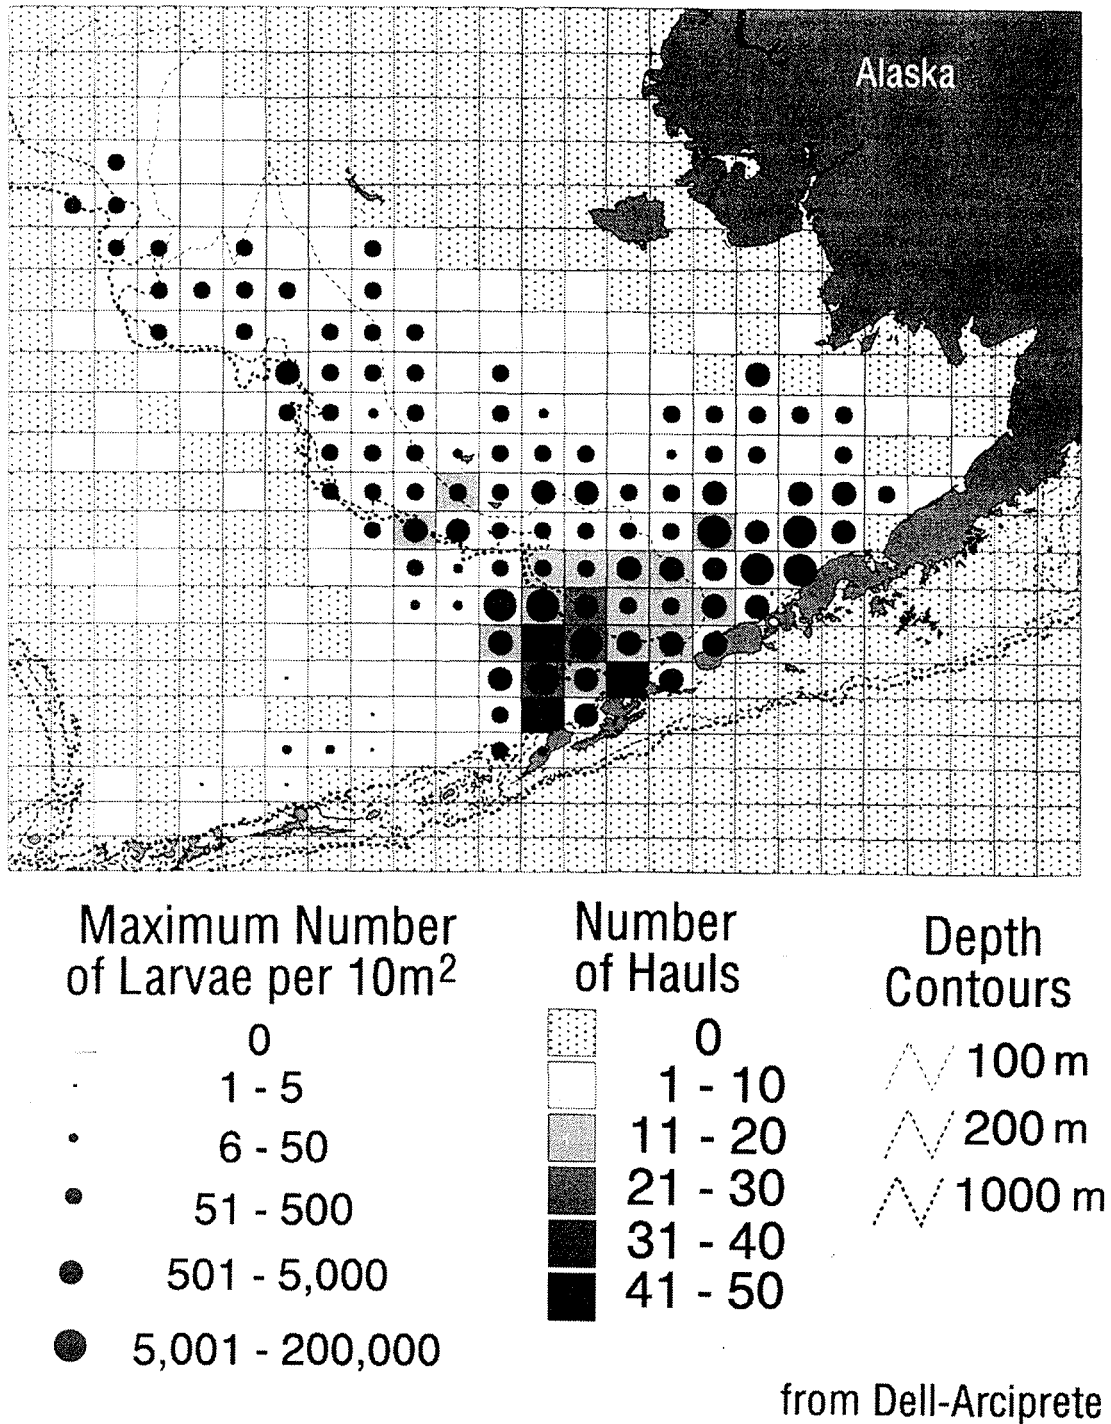 Alaska
Maximum Number
of Larvae per 10m²
0
1 - 5
6 - 50
51 - 500
501 - 5,000
5,001 - 200,000
Number
of Hauls
0
1 - 10
11 - 20
21 - 30
31 - 40
41 - 50
Depth
Contours
100 m
200 m
1000 m
from Dell-Arciprete